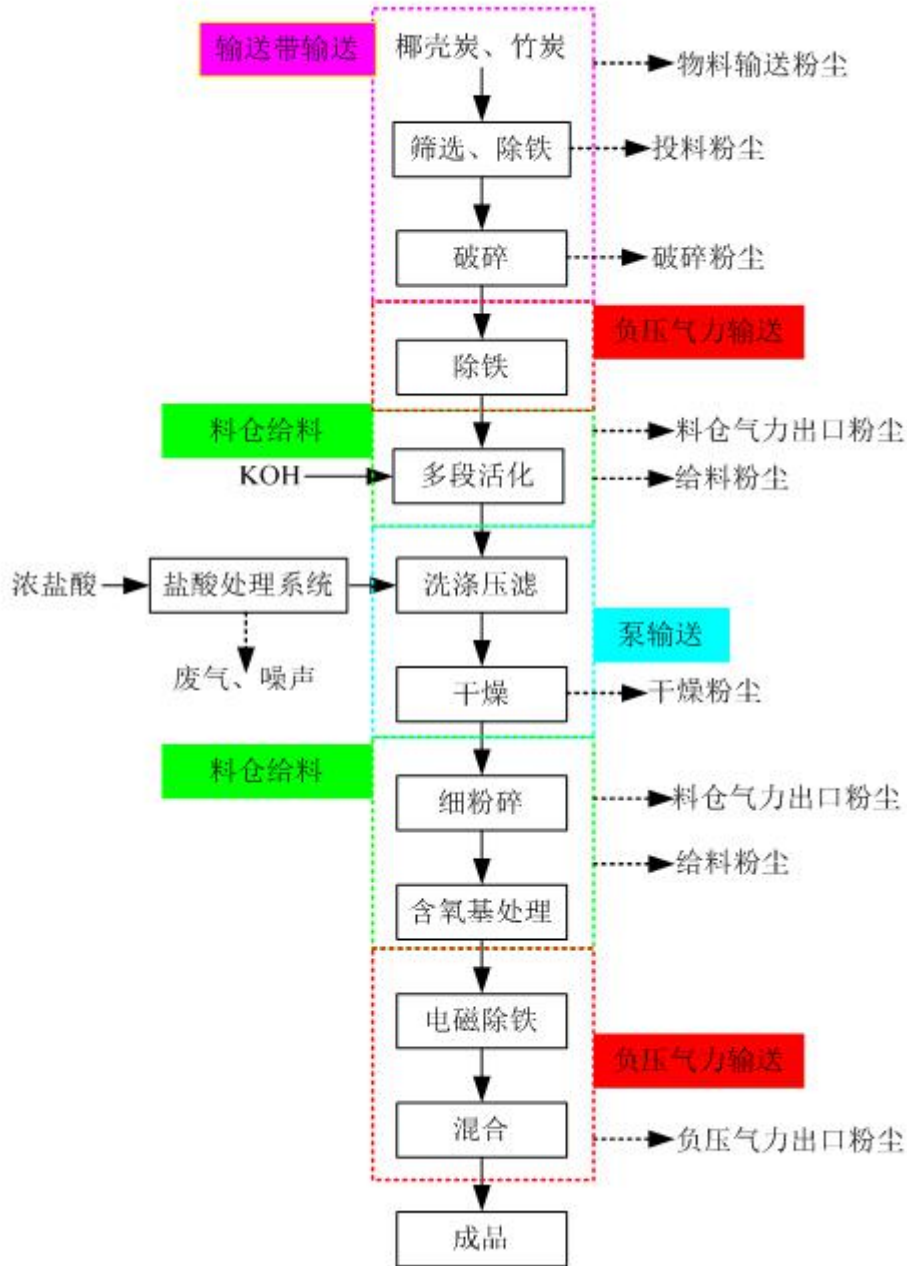 输送带输送
椰壳炭、竹炭
物料输送粉尘
筛选、除铁
投料粉尘
破碎
破碎粉尘
负压气力输送
除铁
料仓给料
料仓气力出口粉尘
KOH
多段活化
给料粉尘
浓盐酸
盐酸处理系统
洗涤压滤
泵输送
废气、噪声
干燥
干燥粉尘
料仓给料
细粉碎
料仓气力出口粉尘
给料粉尘
含氧基处理
电磁除铁
负压气力输送
混合
负压气力出口粉尘
成品